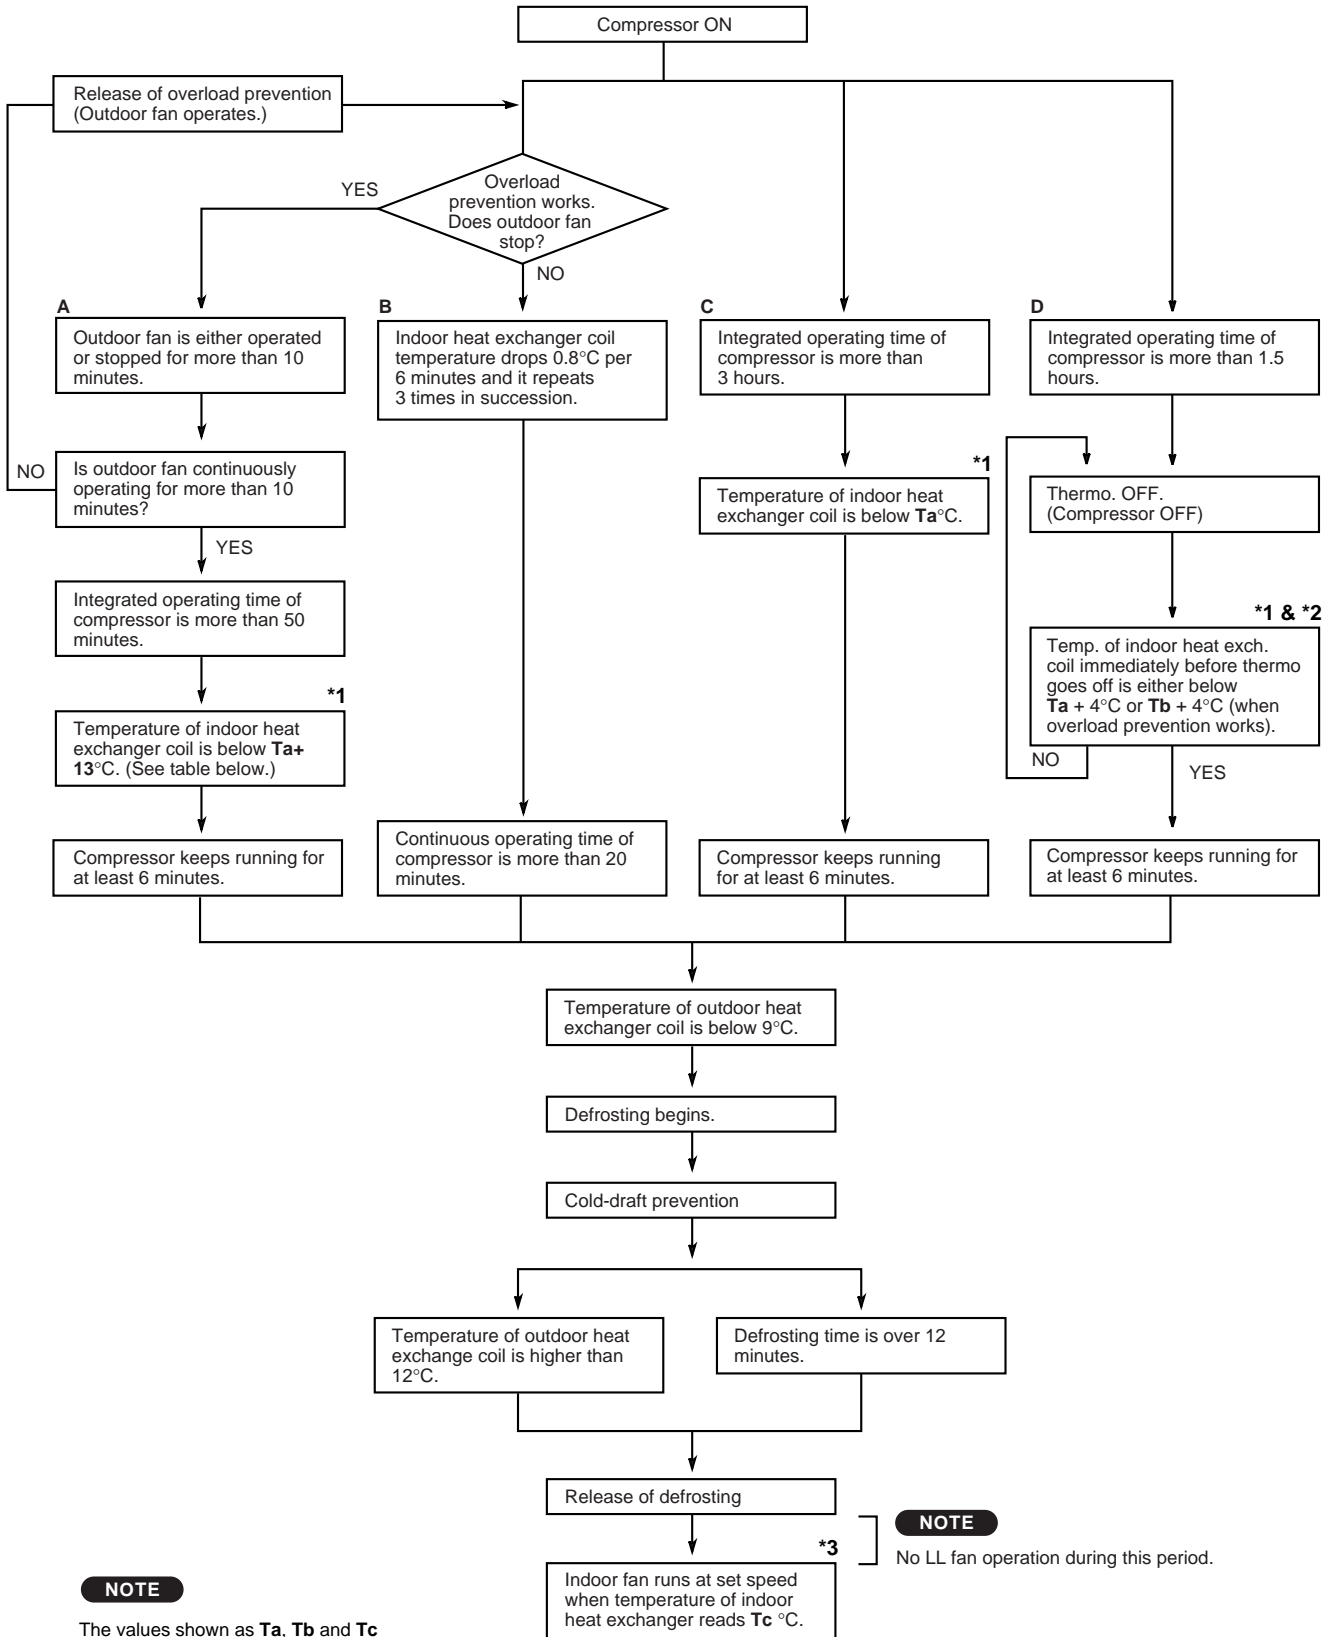 Compressor ON
Release of overload prevention
(Outdoor fan operates.)
YES
Overload
prevention works.
Does outdoor fan
stop?
NO
A
Outdoor fan is either operated
or stopped for more than 10
minutes.
B
Indoor heat exchanger coil
temperature drops 0.8°C per
6 minutes and it repeats
3 times in succession.
C
Integrated operating time of
compressor is more than
3 hours.
D
Integrated operating time of
compressor is more than 1.5
hours.
NO
Is outdoor fan continuously
operating for more than 10
minutes?
YES
*1
Temperature of indoor heat
exchanger coil is below Ta°C.
Thermo. OFF.
(Compressor OFF)
Integrated operating time of
compressor is more than 50
minutes.
*1 & *2
Temp. of indoor heat exch.
coil immediately before thermo
goes off is either below
Ta + 4°C or Tb + 4°C (when
overload prevention works).
NO
YES
*1
Temperature of indoor heat
exchanger coil is below Ta+
13°C. (See table below.)
Compressor keeps running for
at least 6 minutes.
Continuous operating time of
compressor is more than 20
minutes.
Compressor keeps running
for at least 6 minutes.
Compressor keeps running for
at least 6 minutes.
Temperature of outdoor heat
exchanger coil is below 9°C.
Defrosting begins.
Cold-draft prevention
Temperature of outdoor heat
exchange coil is higher than
12°C.
Defrosting time is over 12
minutes.
Release of defrosting
NOTE
No LL fan operation during this period.
*3
Indoor fan runs at set speed
when temperature of indoor
heat exchanger reads Tc °C.
NOTE
The values shown as Ta, Tb and Tc